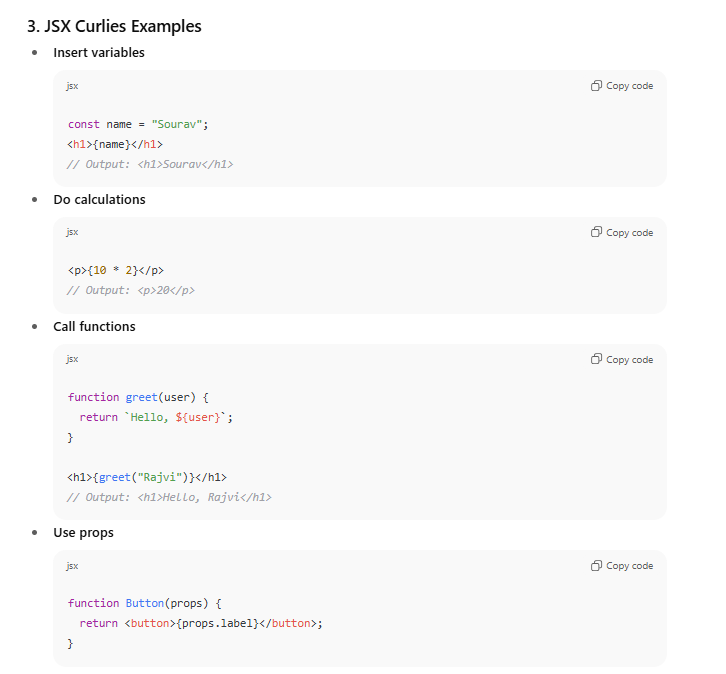 3. JSX Curlies Examples
• Insert variables
jsx Copy code
const name = "Sourav";
<h1>{name}</h1>
// Output: <h1>Sourav</h1>
• Do calculations
jsx Copy code
<p>{10 * 2}</p>
// Output: <p>20</p>
• Call functions
jsx Copy code
function greet(user) {
  return `Hello, ${user}`;
}
<h1>{greet("Rajvi")}</h1>
// Output: <h1>Hello, Rajvi</h1>
• Use props
jsx Copy code
function Button(props) {
  return <button>{props.label}</button>;
}